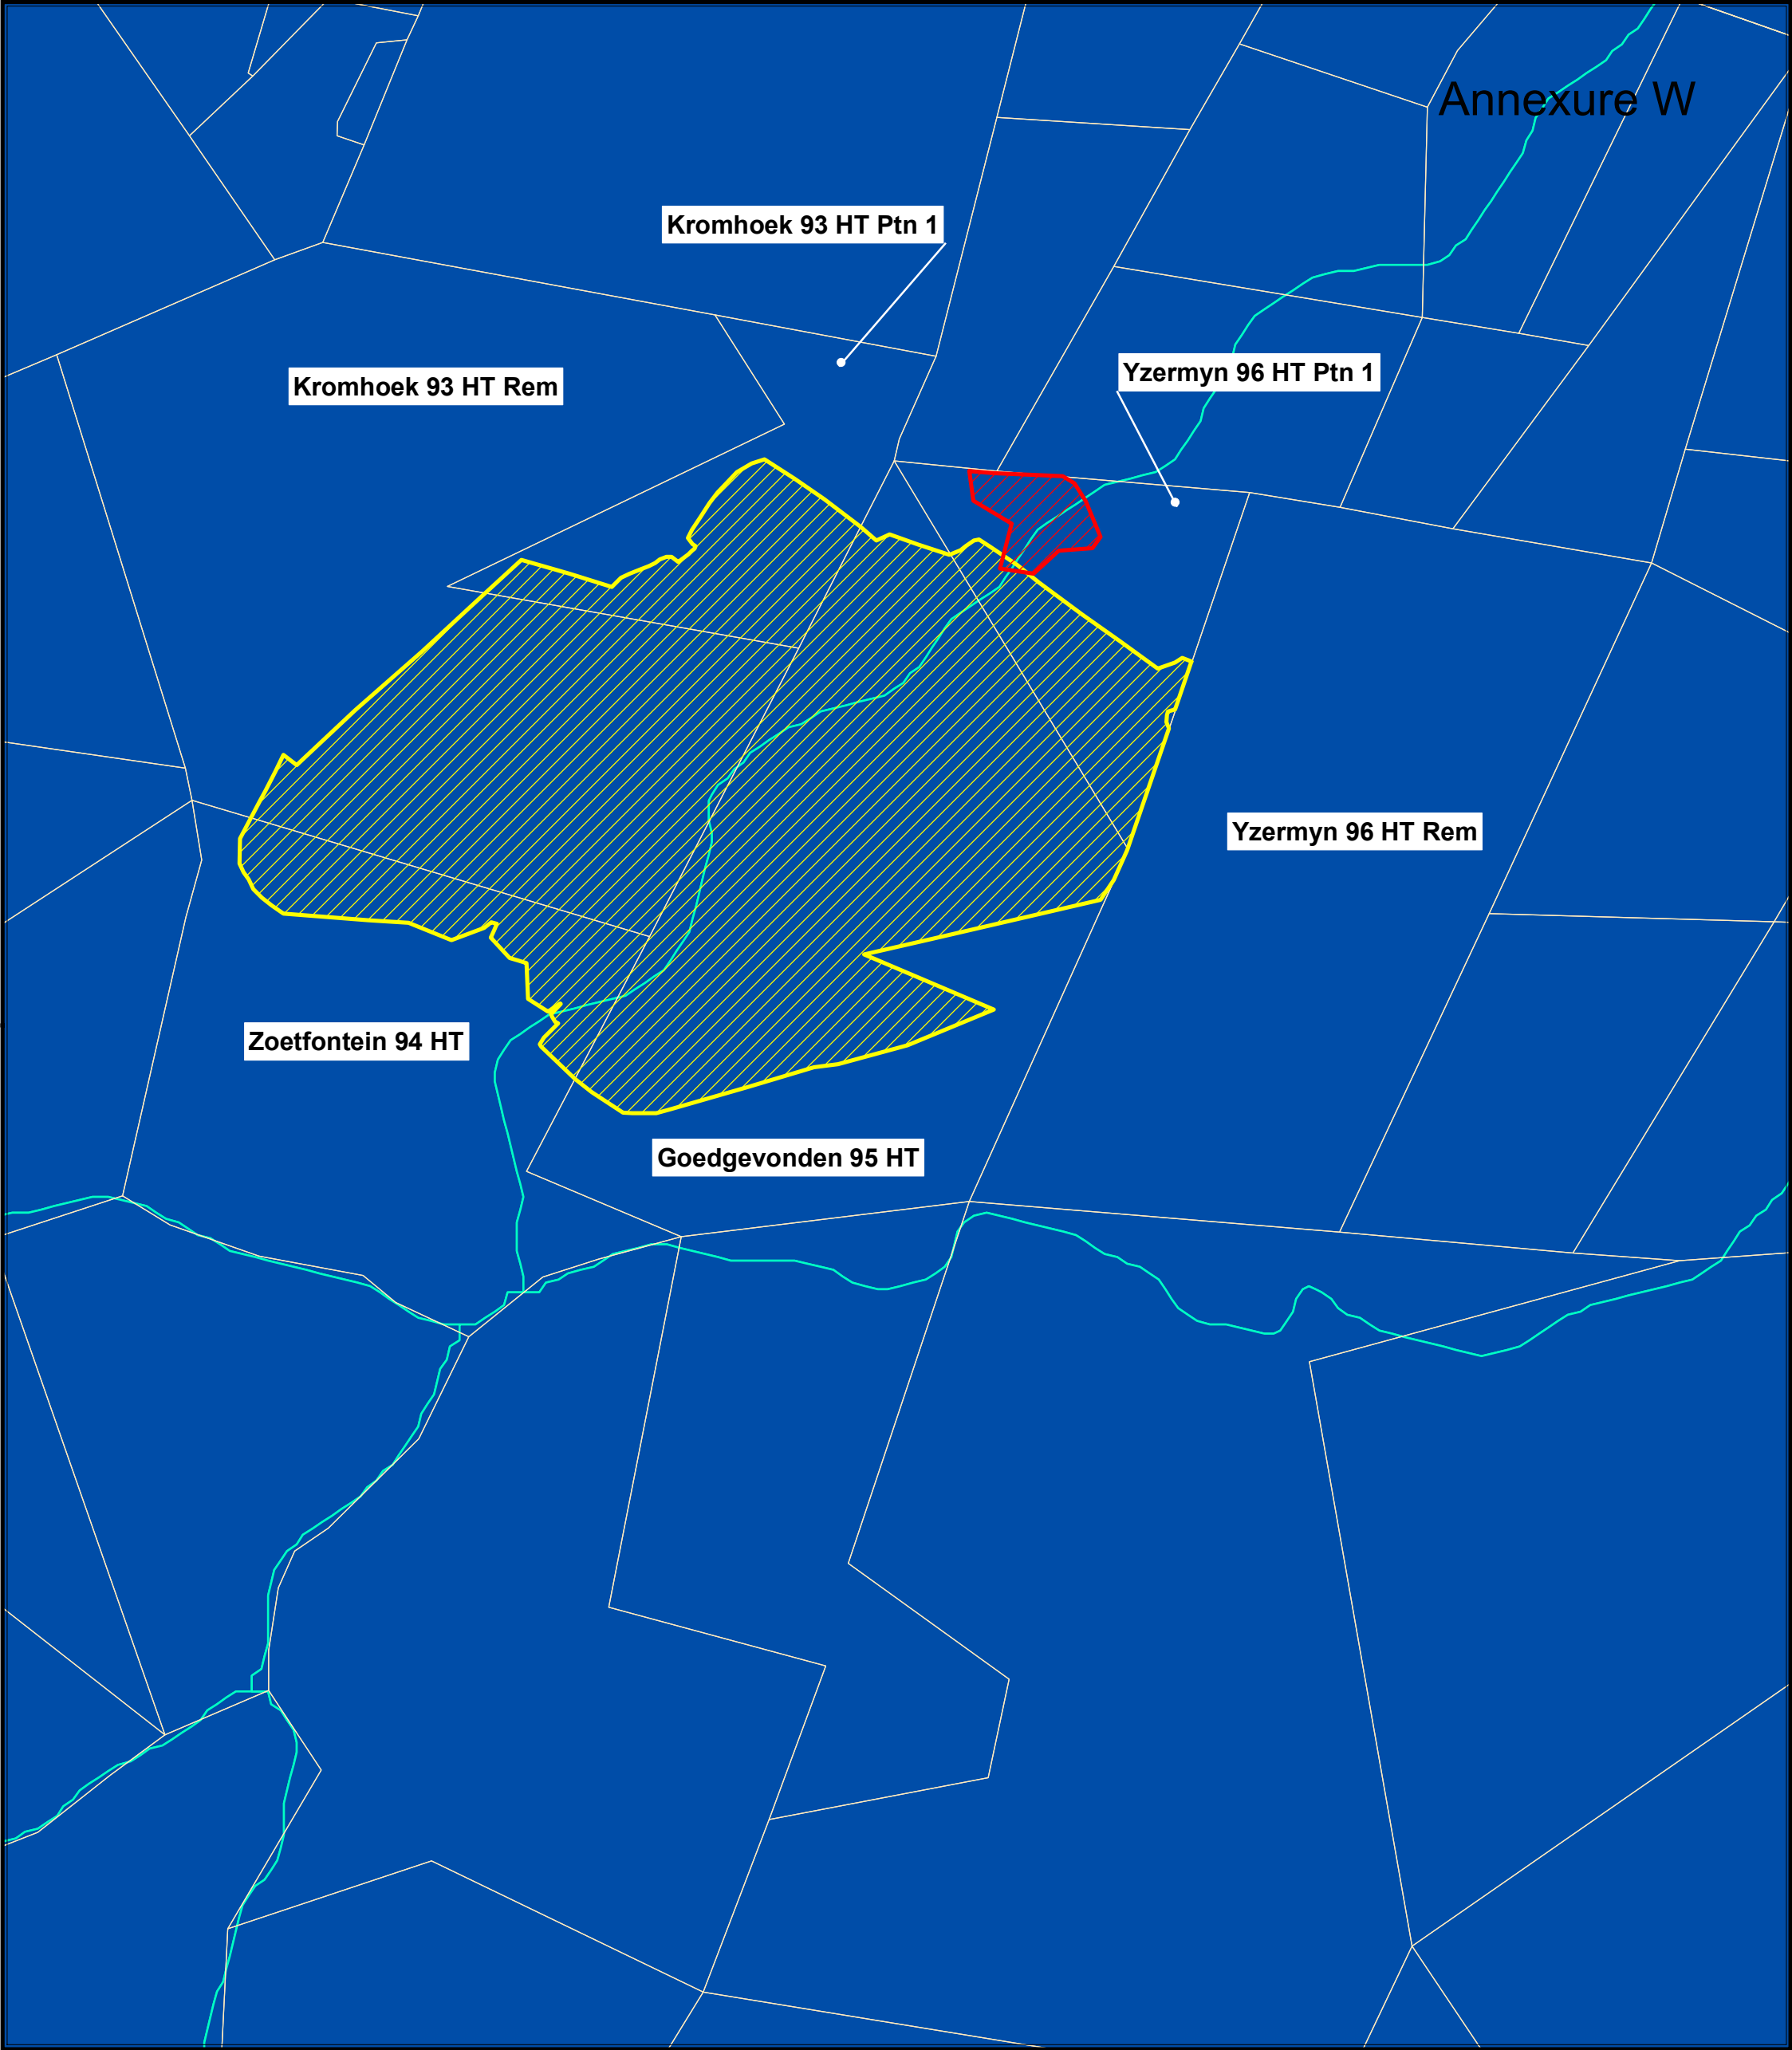 Annexure W
Kromhoek 93 HT Ptn 1
Yzermyn 96 HT Ptn 1
Kromhoek 93 HT Rem
Yzermyn 96 HT Rem
Zoetfontein 94 HT
Goedgevonden 95 HT